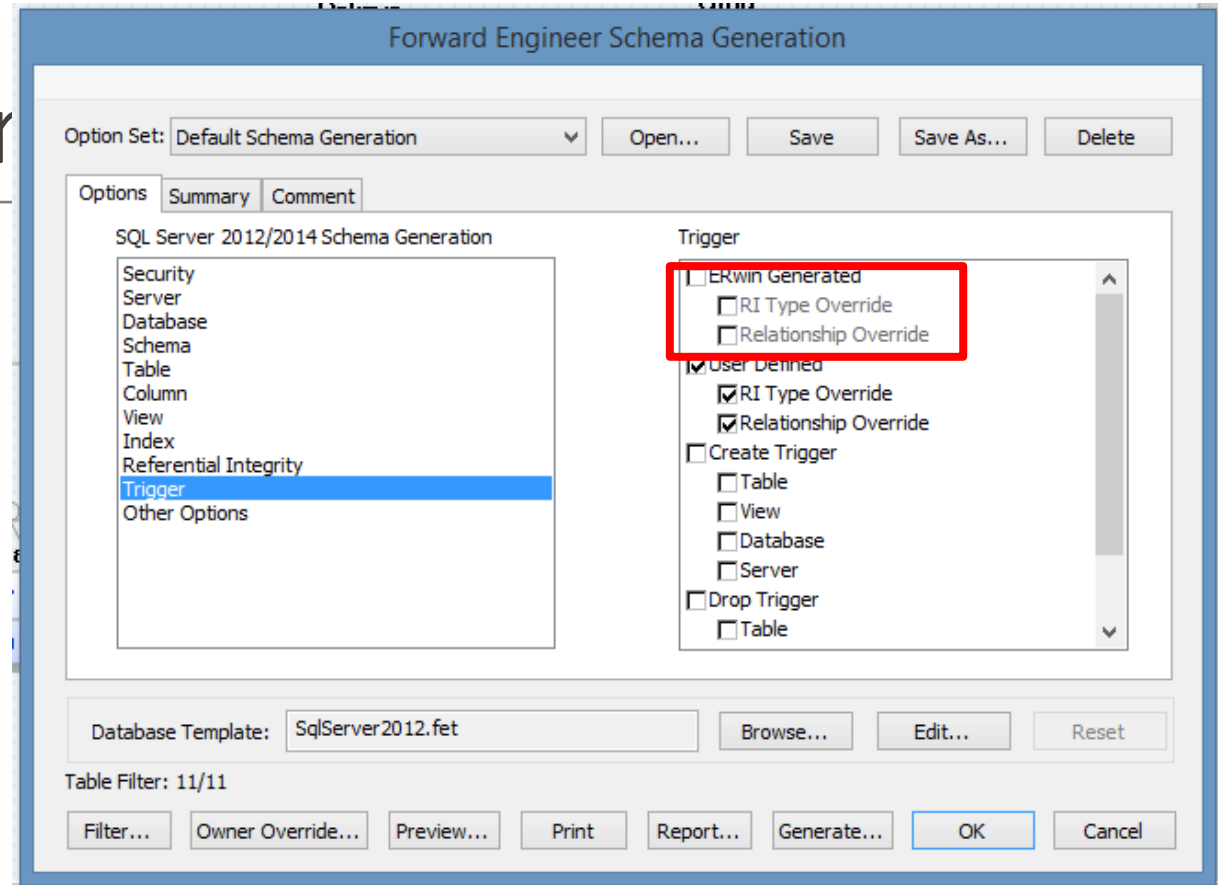 Forward Engineer Schema Generation
Option Set: Default Schema Generation Open... Save Save As... Delete
Options Summary Comment
SQL Server 2012/2014 Schema Generation
Security
Server
Database
Schema
Table
Column
View
Index
Referential Integrity
Trigger
Other Options
Trigger
ERwin Generated
RI Type Override
Relationship Override
User Defined
RI Type Override
Relationship Override
Create Trigger
Table
View
Database
Server
Drop Trigger
Table
Database Template: SqlServer2012.fet Browse... Edit... Reset
Table Filter: 11/11
Filter... Owner Override... Preview... Print Report... Generate... OK Cancel